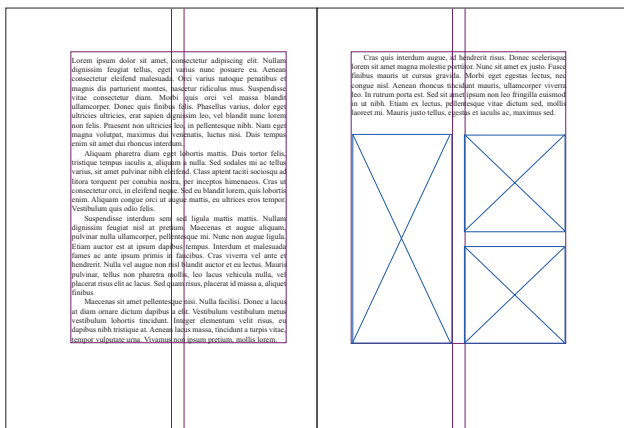 Lorem ipsum dolor sit amet, consectetur adipiscing elit. Nullam
dignissim feugiat tellus, eget varius nunc posuere eu. Aenean
consectetur eleifend malesuada. Orci varius natoque penatibus et
magnis dis parturient montes, nascetur ridiculus mus. Suspendisse
vitae consectetur diam. Morbi quis orci vel massa blandit
ullamcorper. Donec quis finibus felis. Phasellus varius, dolor eget
ultricies ultricies, erat sapien dignissim leo, vel blandit nunc lorem
non felis. Praesent non ultricies leo, in pellentesque nibh. Nam eget
magna volutpat, maximus dui venenatis, luctus nisi. Duis tempus
enim sit amet dui rhoncus interdum.
Aliquam pharetra diam eget lobortis mattis. Duis tortor felis,
tristique tempus iaculis a, aliquam a nulla. Sed sodales mi ac tellus
varius, sit amet pulvinar nibh eleifend. Class aptent taciti sociosqu ad
litora torquent per conubia nostra, per inceptos himenaeos. Cras ut
consectetur orci, in eleifend neque. Sed eu blandit lorem, quis lobortis
enim. Aliquam congue orci ut augue mattis, eu ultrices eros tempor.
Vestibulum quis odio felis.
Suspendisse interdum sem sed ligula mattis mattis. Nullam
dignissim feugiat nisl at pretium. Maecenas et augue aliquam,
pulvinar nulla ullamcorper, pellentesque mi. Nunc non augue ligula.
Etiam auctor est at ipsum dapibus tempus. Interdum et malesuada
fames ac ante ipsum primis in faucibus. Cras viverra vel ante et
hendrerit. Nulla vel augue non nisl blandit auctor et eu lectus. Mauris
pulvinar, tellus non pharetra mollis, leo lacus vehicula nulla, vel
placerat risus elit ac lacus. Sed quam risus, placerat id massa a, aliquet
finibus
Maecenas sit amet pellentesque nisi. Nulla facilisi. Donec a lacus
at diam ornare dictum dapibus a elit. Vestibulum vestibulum metus
vestibulum lobortis tincidunt. Integer elementum velit risus, eu
dapibus nibh tristique at. Aenean lacus massa, tincidunt a turpis vitae,
tempor vulputate urna. Vivamus non ipsum pretium, mollis lorem.
Cras quis interdum augue, id hendrerit risus. Donec scelerisque
lorem sit amet magna molestie porttitor. Nunc sit amet ex justo. Fusce
finibus mauris ut cursus gravida. Morbi eget egestas lectus, nec
congue nisl. Aenean rhoncus tincidunt mauris, ullamcorper viverra
leo. In rutrum porta est. Sed sit amet ipsum non leo fringilla euismod
in ut nibh. Etiam ex lectus, pellentesque vitae dictum sed, mollis
laoreet mi. Mauris justo tellus, egestas et iaculis ac, maximus sed.